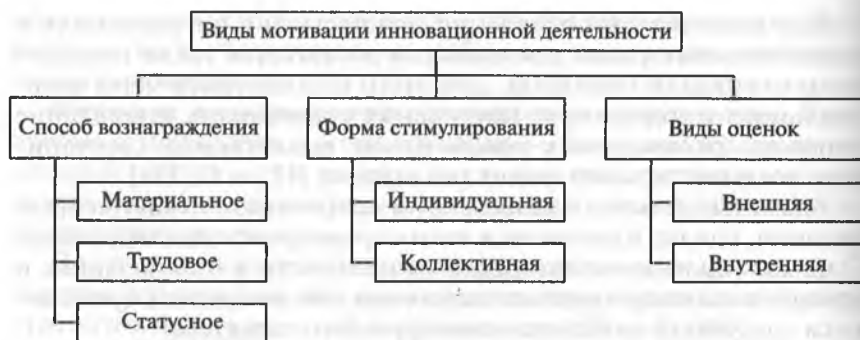 Виды мотивации инновационной деятельности
Способ вознаграждения
Форма стимулирования
Виды оценок
Материальное
Индивидуальная
Внешняя
Трудовое
Коллективная
Внутренняя
Статусное